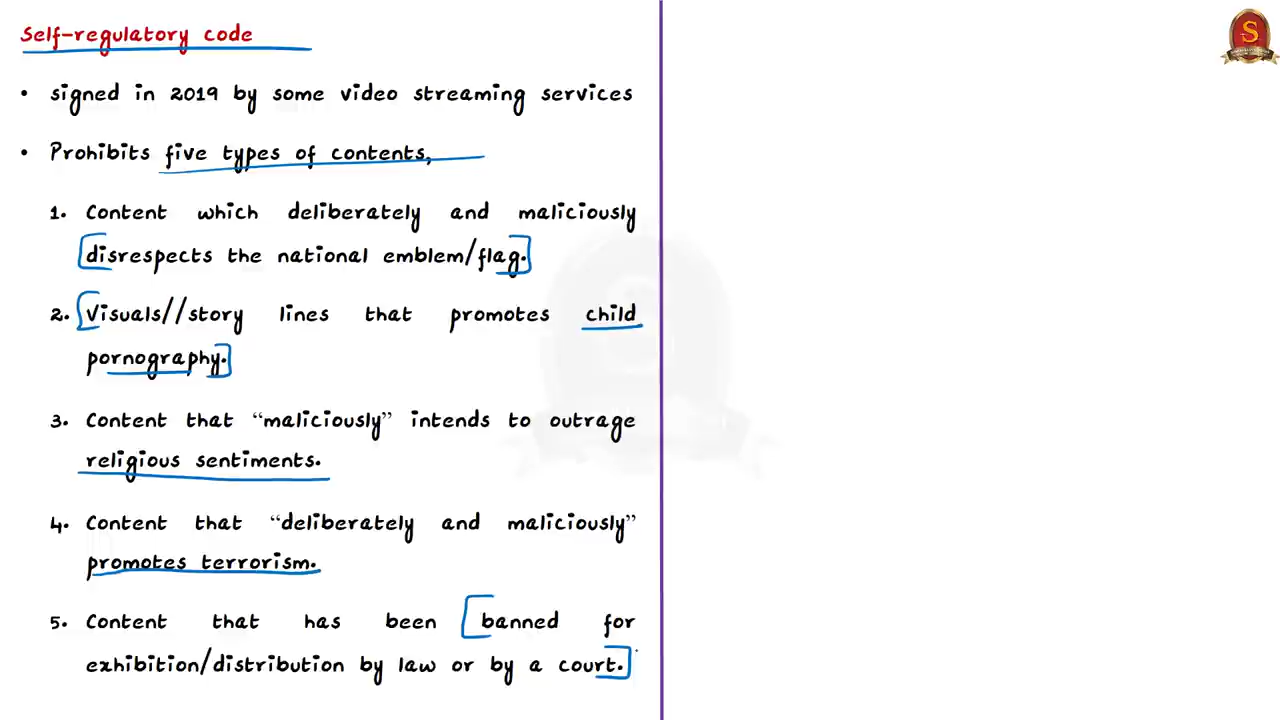 Self-regulatory code
• signed in 2019 by some video streaming services
• Prohibits five types of contents,
1. Content which deliberately and maliciously
disrespects the national emblem/flag.
2. Visuals//story lines that promotes child
pornography.
3. Content that “maliciously” intends to outrage
religious sentiments.
4. Content that “deliberately and maliciously”
promotes terrorism.
5. Content that has been banned for
exhibition/distribution by law or by a court.
S